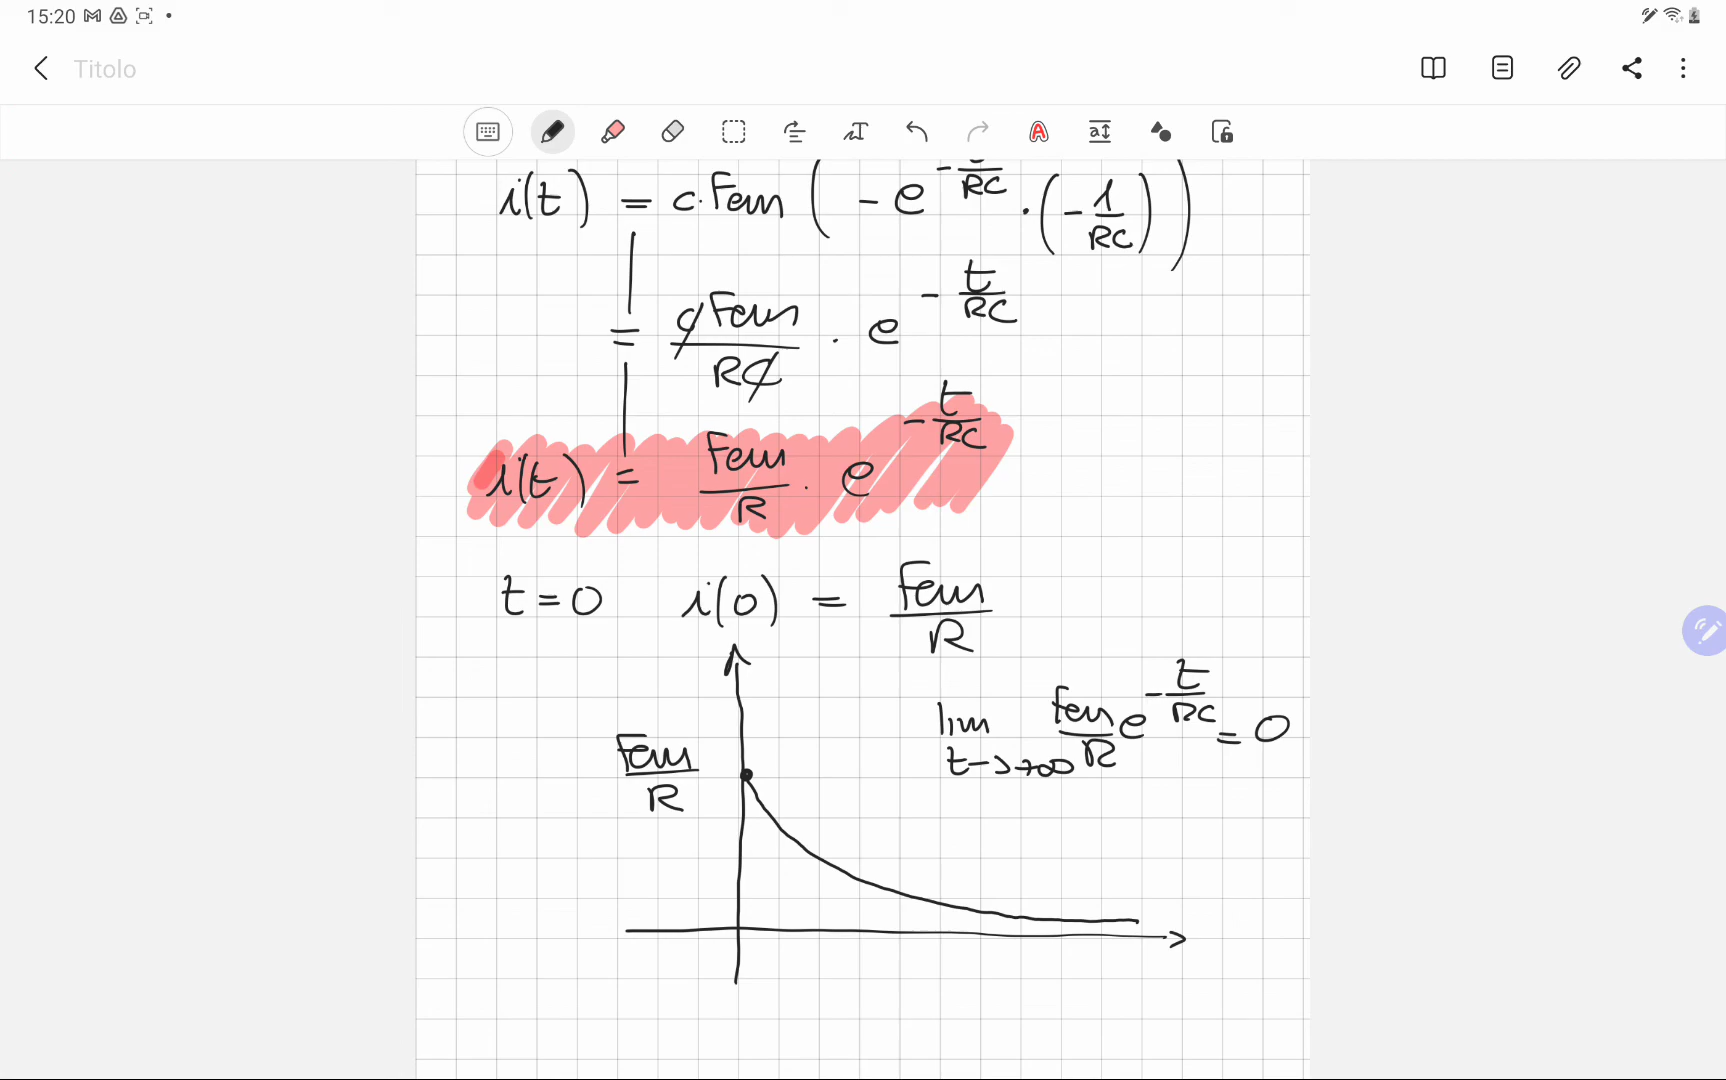 15:20
Titolo
i(t) = c·Fem ( - e^(-t/RC) · (-1/RC) )
= cFem/RC · e^(-t/RC)
i(t) = Fem/R · e^(-t/RC)
t=0 i(0) = Fem/R
lim t->+∞ Fem/R e^(-t/RC) = 0
Fem/R